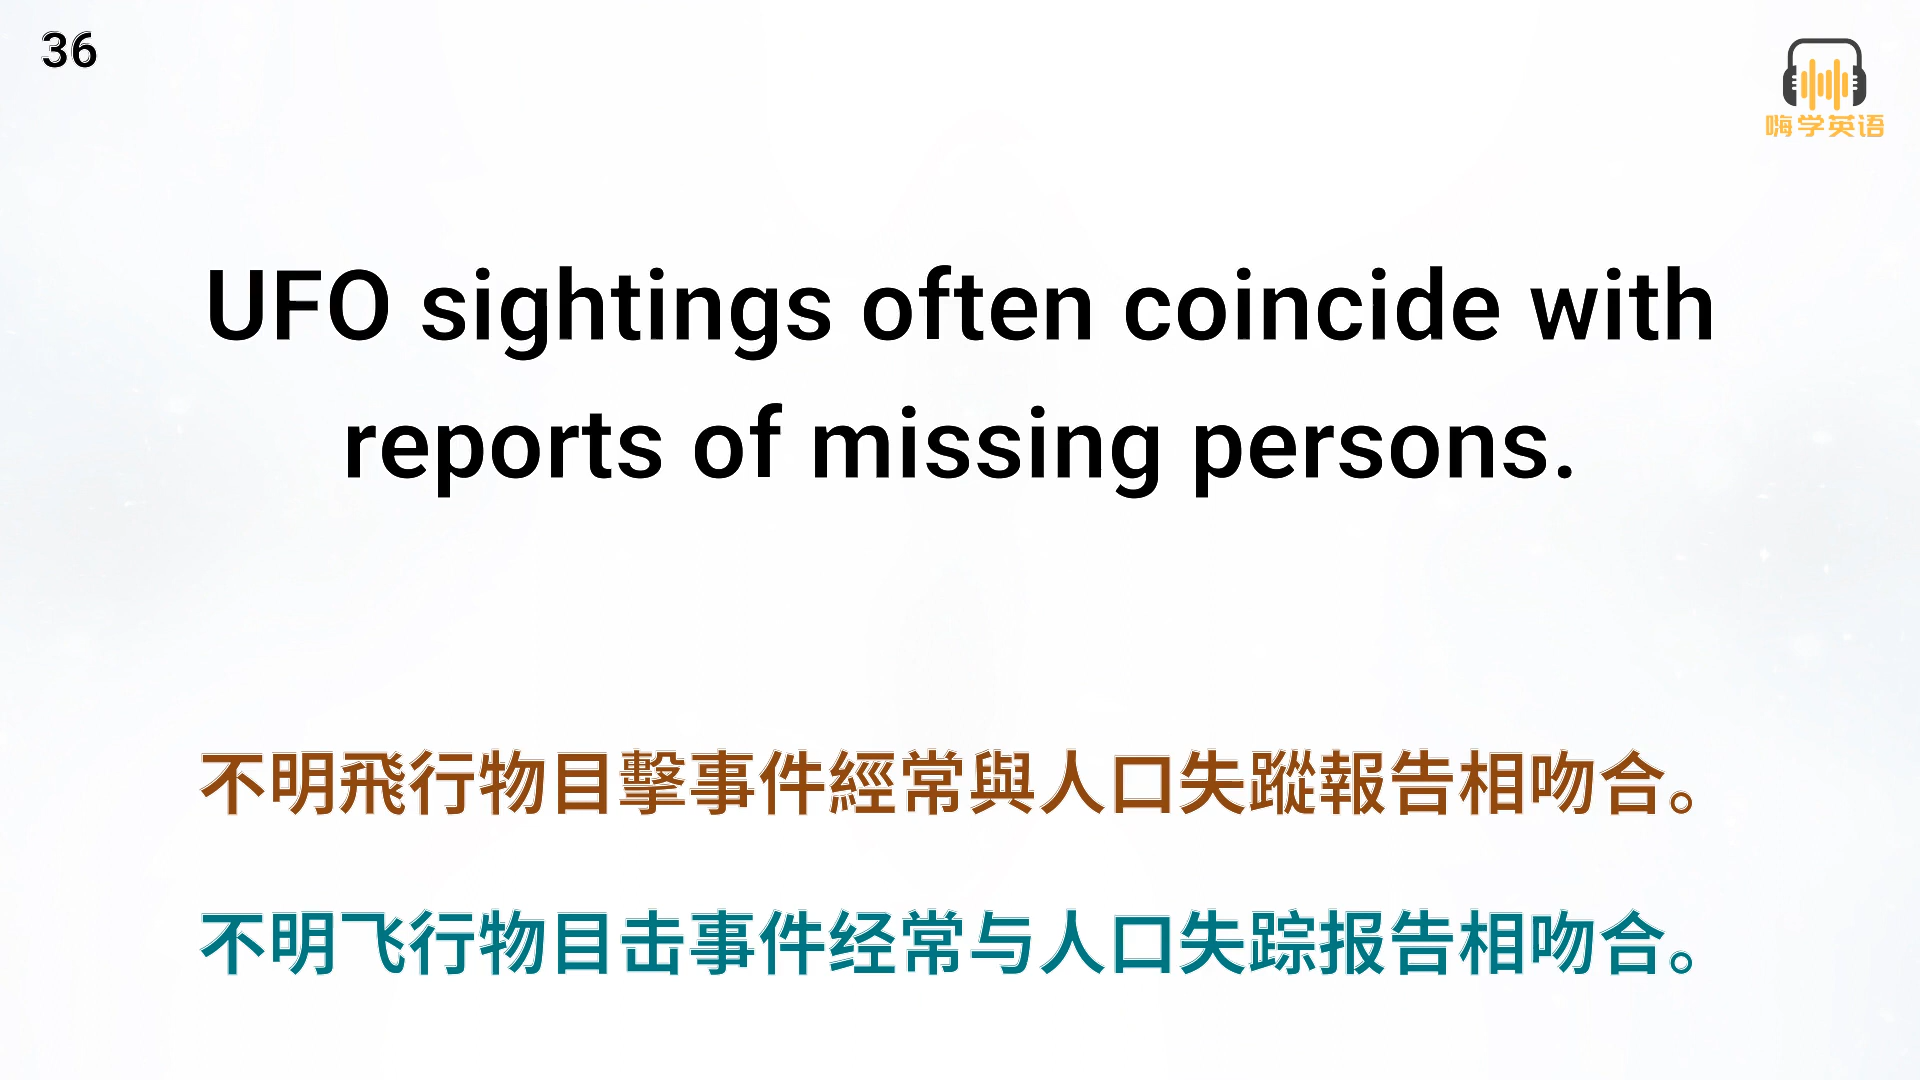 36
嗨学英语
UFO sightings often coincide with
reports of missing persons.
不明飛行物目擊事件經常與人口失蹤報告相吻合。
不明飞行物目击事件经常与人口失踪报告相吻合。